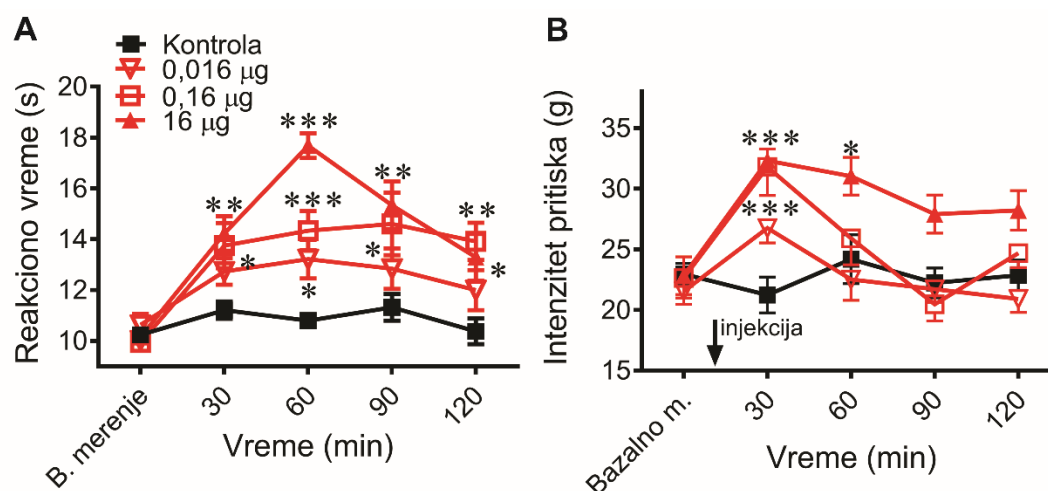 A
Kontrola
0,016 µg
0,16 µg
16 µg
Reakciono vreme (s)
20
18
16
14
12
10
***
**
***
**
**
*
*
*
*
B. merenje
30
60
90
120
Vreme (min)
B
Intenzitet pritiska (g)
35
30
25
20
15
***
*
***
injekcija
Bazalno m.
30
60
90
120
Vreme (min)